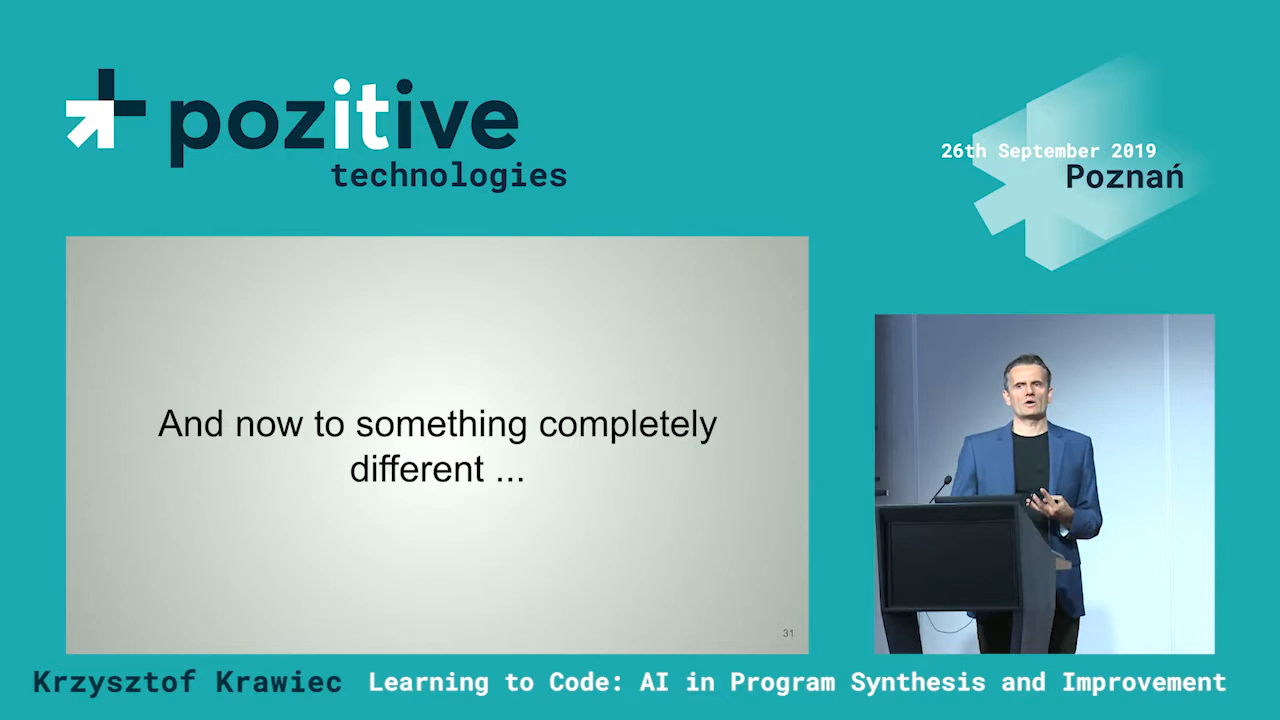 pozitive
technologies
26th September 2019
Poznań
And now to something completely
different ...
31
Krzysztof Krawiec
Learning to Code: AI in Program Synthesis and Improvement